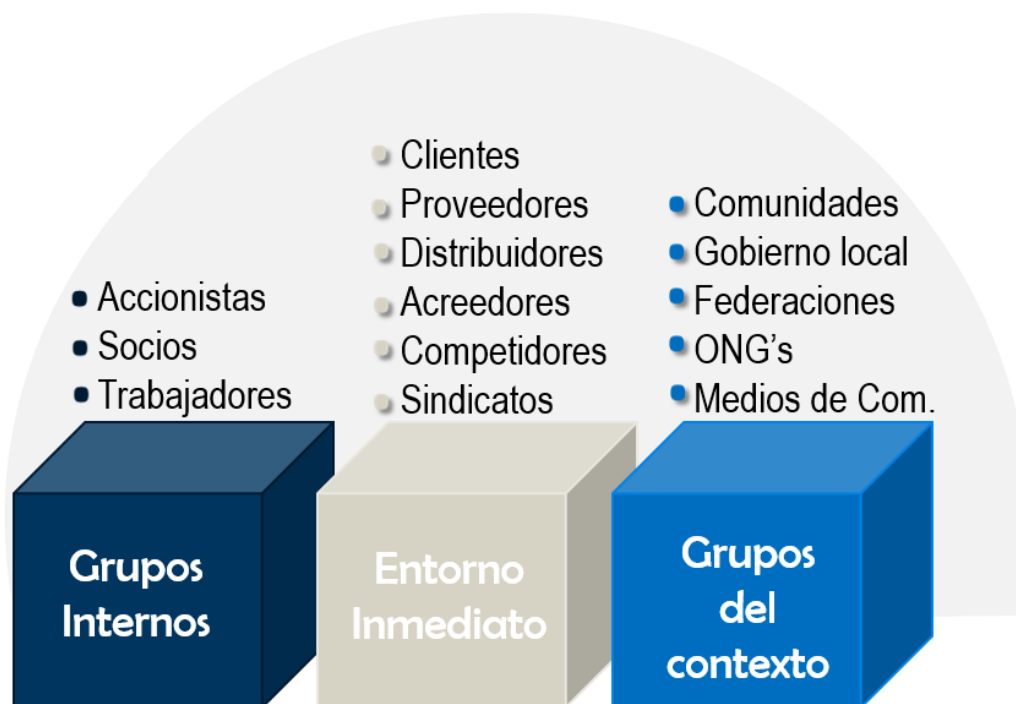 Accionistas
Socios
Trabajadores
Grupos
Internos
Clientes
Proveedores
Distribuidores
Acreedores
Competidores
Sindicatos
Entorno
Inmediato
Comunidades
Gobierno local
Federaciones
ONG's
Medios de Com.
Grupos
del
contexto